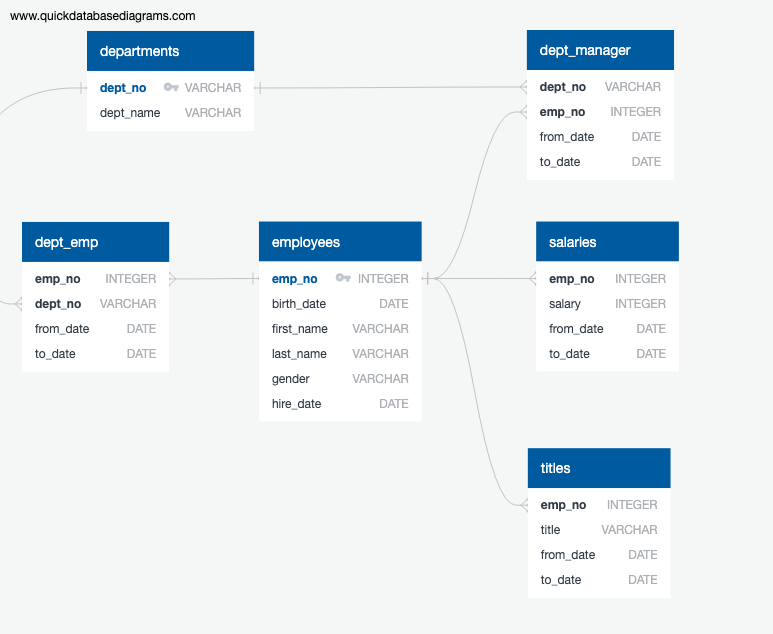 www.quickdatabasediagrams.com
departments
dept_no VARCHAR
dept_name VARCHAR
dept_manager
dept_no VARCHAR
emp_no INTEGER
from_date DATE
to_date DATE
dept_emp
emp_no INTEGER
dept_no VARCHAR
from_date DATE
to_date DATE
employees
emp_no INTEGER
birth_date DATE
first_name VARCHAR
last_name VARCHAR
gender VARCHAR
hire_date DATE
salaries
emp_no INTEGER
salary INTEGER
from_date DATE
to_date DATE
titles
emp_no INTEGER
title VARCHAR
from_date DATE
to_date DATE